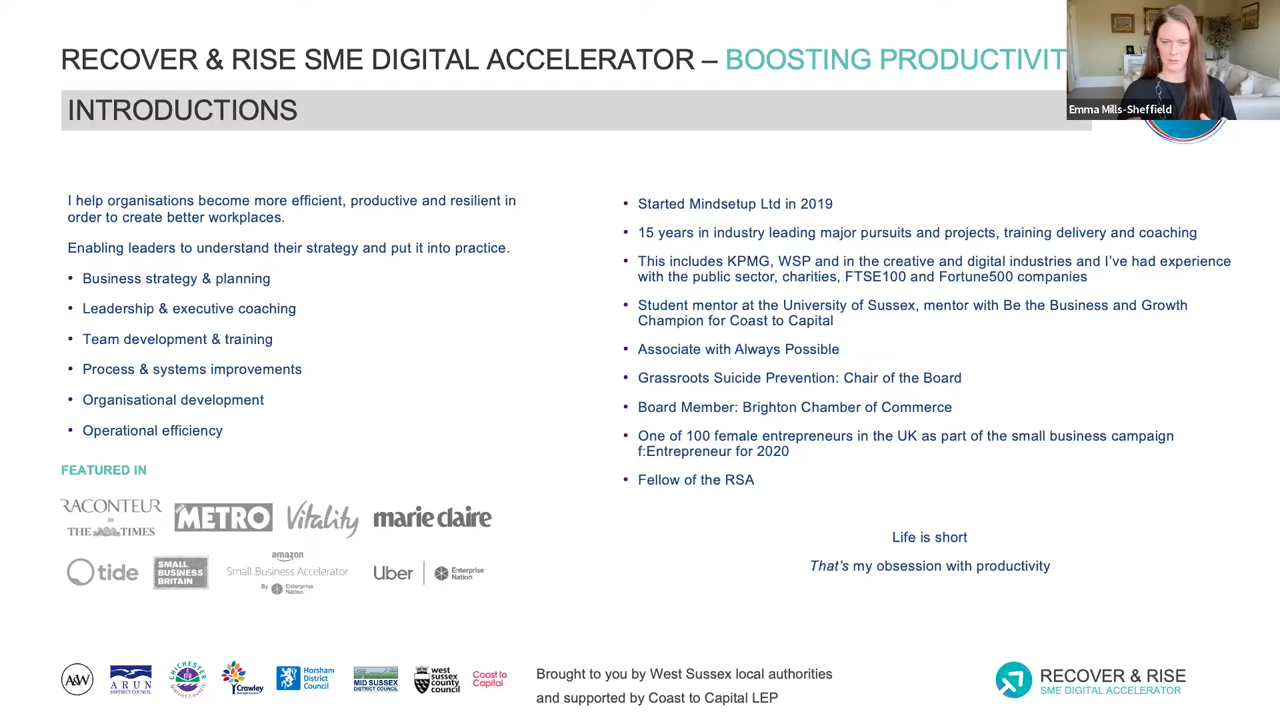 RECOVER & RISE SME DIGITAL ACCELERATOR – BOOSTING PRODUCTIVIT
Emma Mills-Sheffield
INTRODUCTIONS
I help organisations become more efficient, productive and resilient in
order to create better workplaces.
Enabling leaders to understand their strategy and put it into practice.
• Business strategy & planning
• Leadership & executive coaching
• Team development & training
• Process & systems improvements
• Organisational development
• Operational efficiency
FEATURED IN
RACONTEUR
in
THE TIMES
METRO
Vitality
marie claire
tide
SMALL
BUSINESS
BRITAIN
amazon
Small Business Accelerator
By Enterprise
Nation
Uber
Enterprise
Nation
• Started Mindsetup Ltd in 2019
• 15 years in industry leading major pursuits and projects, training delivery and coaching
• This includes KPMG, WSP and in the creative and digital industries and I've had experience
with the public sector, charities, FTSE100 and Fortune500 companies
• Student mentor at the University of Sussex, mentor with Be the Business and Growth
Champion for Coast to Capital
• Associate with Always Possible
• Grassroots Suicide Prevention: Chair of the Board
• Board Member: Brighton Chamber of Commerce
• One of 100 female entrepreneurs in the UK as part of the small business campaign
f:Entrepreneur for 2020
• Fellow of the RSA
Life is short
That's my obsession with productivity
A&W
ARUN
DISTRICT COUNCIL
CHICHESTER
DISTRICT COUNCIL
Crawley
Horsham
District
Council
MID SUSSEX
DISTRICT COUNCIL
west
sussex
county
council
Coast to
Capital
Brought to you by West Sussex local authorities
and supported by Coast to Capital LEP
RECOVER & RISE
SME DIGITAL ACCELERATOR